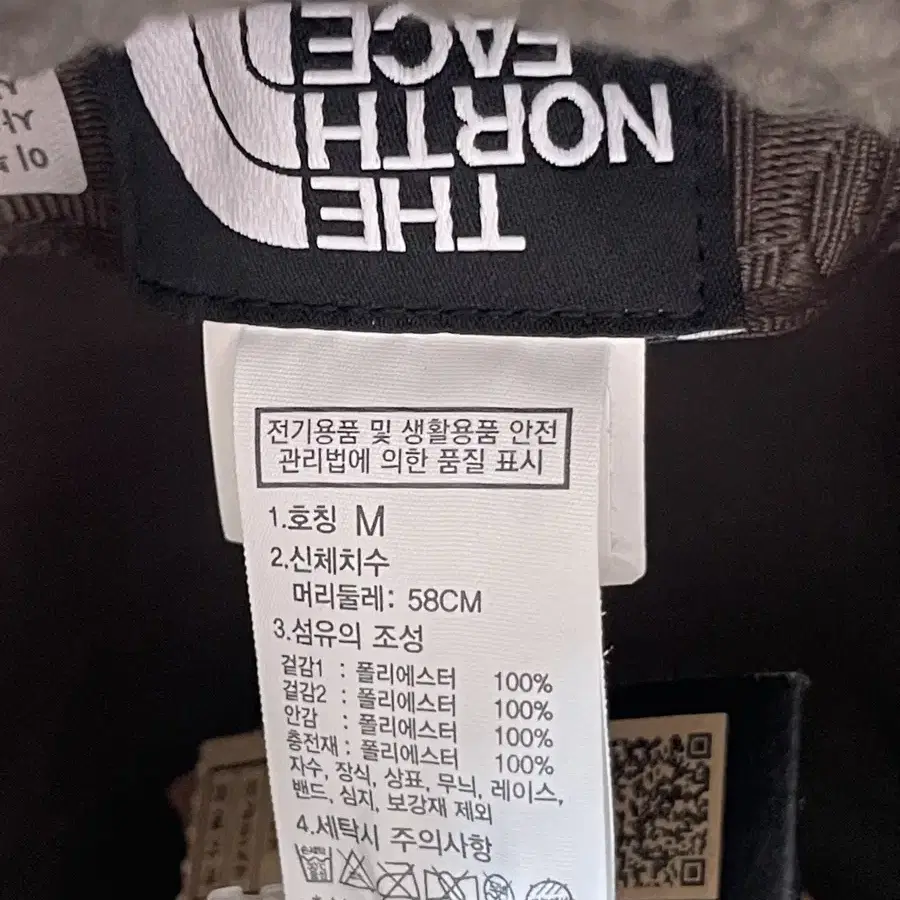 THE
NORTH
FACE
전기용품 및 생활용품 안전
관리법에 의한 품질 표시
1.호칭 M
2.신체치수
머리둘레: 58CM
3.섬유의 조성
겉감1 : 폴리에스터 100%
겉감2 : 폴리에스터 100%
안감 : 폴리에스터 100%
충전재 : 폴리에스터 100%
자수, 장식, 상표, 무늬, 레이스,
밴드, 심지, 보강재 제외
4.세탁시 주의사항